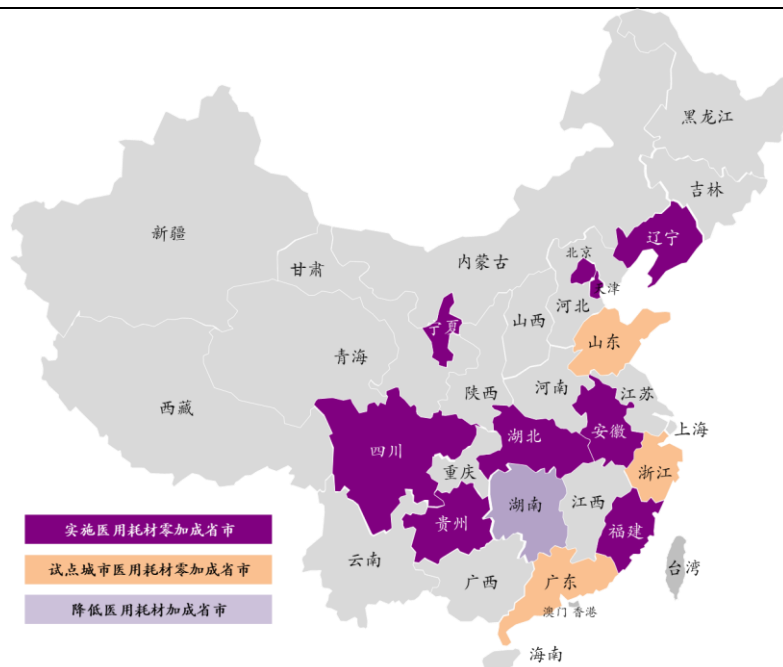 黑龙江
吉林
辽宁
新疆
北京
内蒙古
甘肃
天津
河北
宁夏
山西
山东
青海
陕西
河南
江苏
西藏
上海
安徽
湖北
四川
浙江
重庆
湖南
江西
贵州
福建
实施医用耗材零加成省市
云南
台湾
试点城市医用耗材零加成省市
广西
广东
降低医用耗材加成省市
澳门 香港
海南